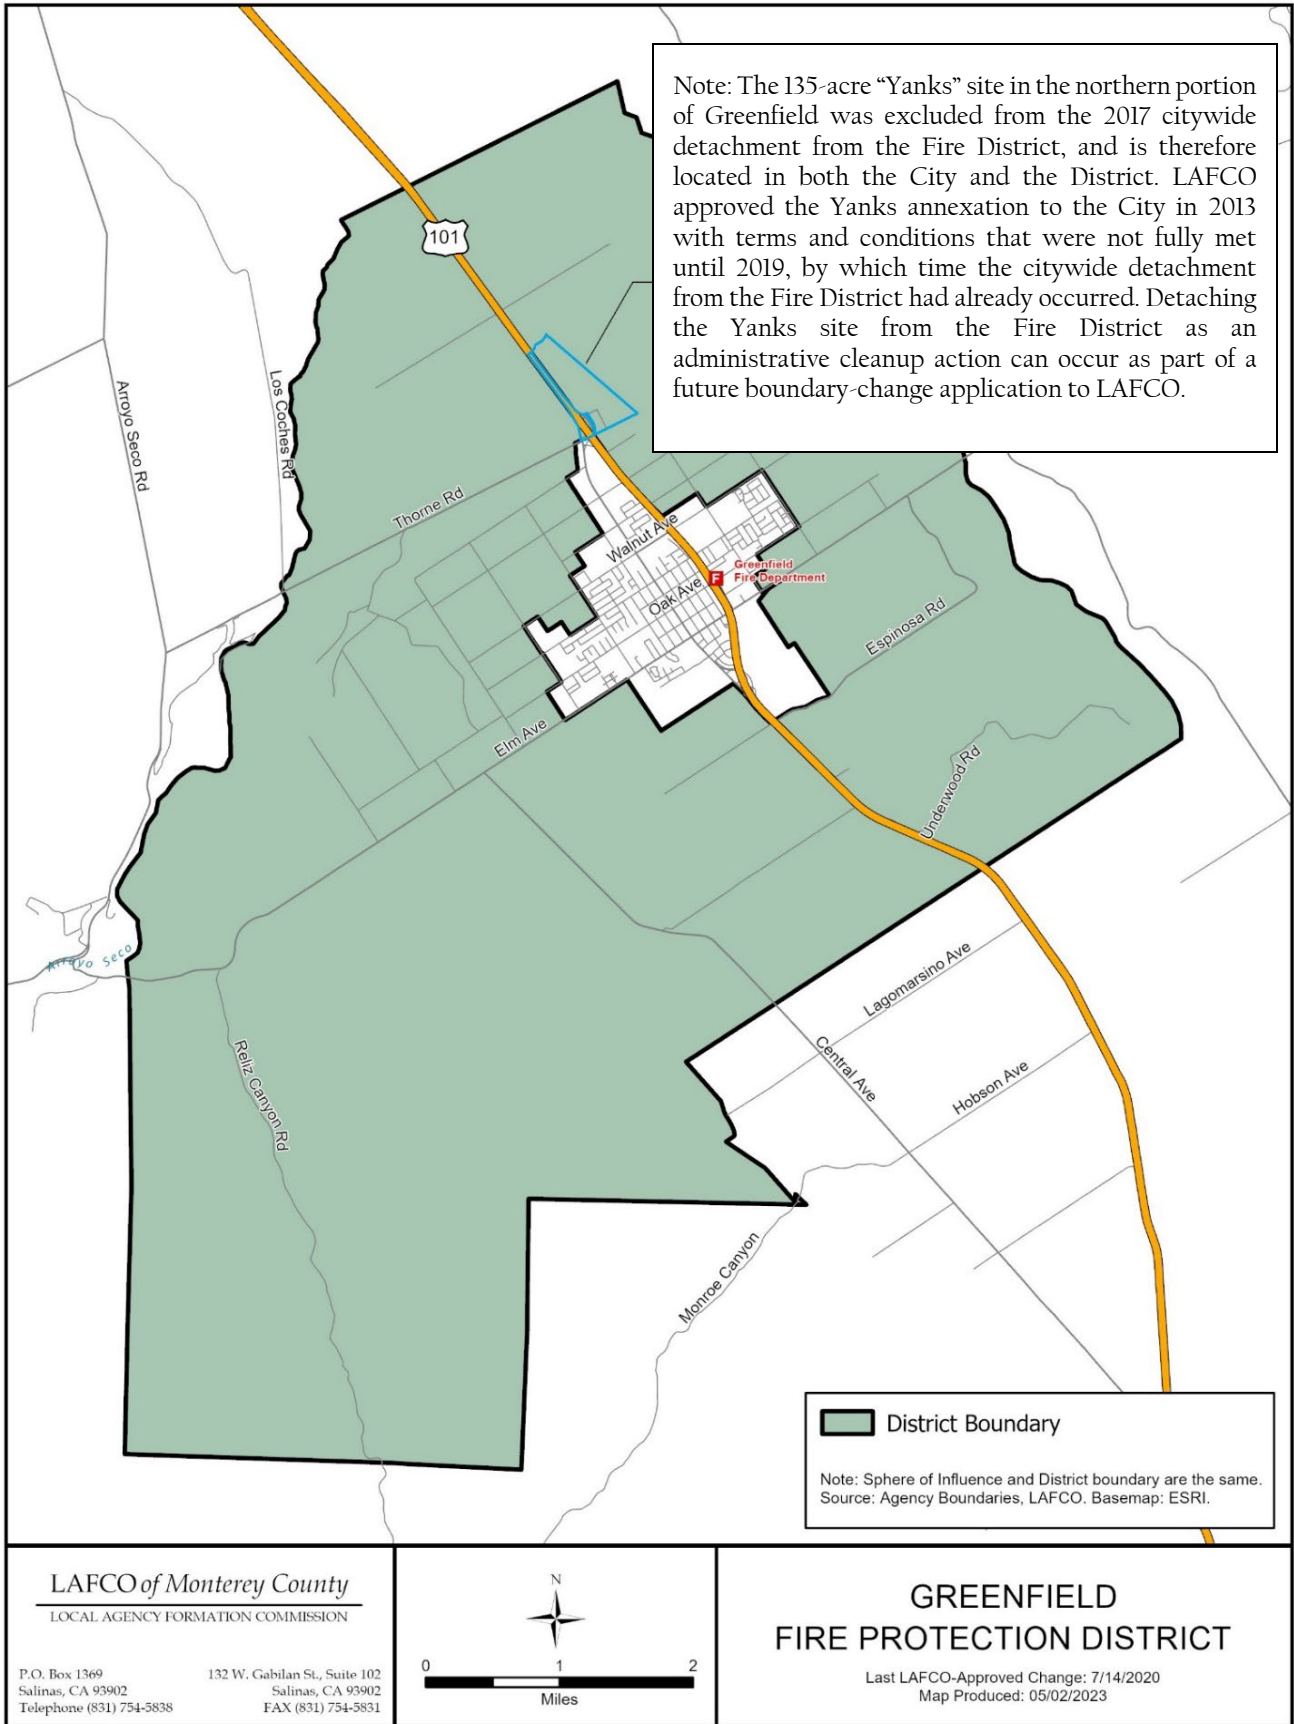 Note: The 135-acre “Yanks” site in the northern portion
of Greenfield was excluded from the 2017 citywide
detachment from the Fire District, and is therefore
located in both the City and the District. LAFCO
approved the Yanks annexation to the City in 2013
with terms and conditions that were not fully met
until 2019, by which time the citywide detachment
from the Fire District had already occurred. Detaching
the Yanks site from the Fire District as an
administrative cleanup action can occur as part of a
future boundary-change application to LAFCO.
101
Arroyo Seco Rd
Los Coches Rd
Thorne Rd
Walnut Ave
Oak Ave
F
Greenfield
Fire Department
Espinosa Rd
Elm Ave
Underwood Rd
Arroyo Seco
Lagomarsino Ave
Central Ave
Hobson Ave
Reliz Canyon Rd
Monroe Canyon
District Boundary
Note: Sphere of Influence and District boundary are the same.
Source: Agency Boundaries, LAFCO. Basemap: ESRI.
LAFCO of Monterey County
LOCAL AGENCY FORMATION COMMISSION
P.O. Box 1369
Salinas, CA 93902
Telephone (831) 754-5838
132 W. Gabilan St., Suite 102
Salinas, CA 93902
FAX (831) 754-5831
N
0 1 2
Miles
GREENFIELD
FIRE PROTECTION DISTRICT
Last LAFCO-Approved Change: 7/14/2020
Map Produced: 05/02/2023